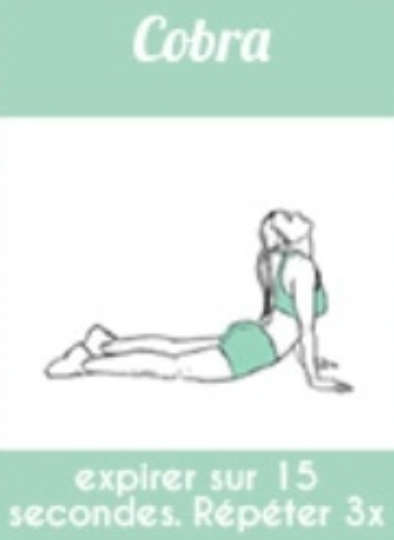 Cobra
expirer sur 15
secondes. Répéter 3x